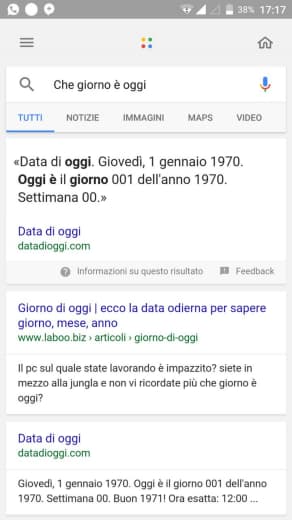 38% 17:17
Che giorno è oggi
TUTTI NOTIZIE IMMAGINI MAPS VIDEO
«Data di oggi. Giovedì, 1 gennaio 1970.
Oggi è il giorno 001 dell'anno 1970.
Settimana 00.»
Data di oggi
datadioggi.com
Informazioni su questo risultato Feedback
Giorno di oggi | ecco la data odierna per sapere
giorno, mese, anno
www.laboo.biz › articoli › giorno-di-oggi
Il pc sul quale state lavorando è impazzito? siete in
mezzo alla jungla e non vi ricordate più che giorno è
oggi?
Data di oggi
datadioggi.com
Giovedì, 1 gennaio 1970. Oggi è il giorno 001 dell'anno
1970. Settimana 00. Buon 1971! Ora esatta: 12:00 ...